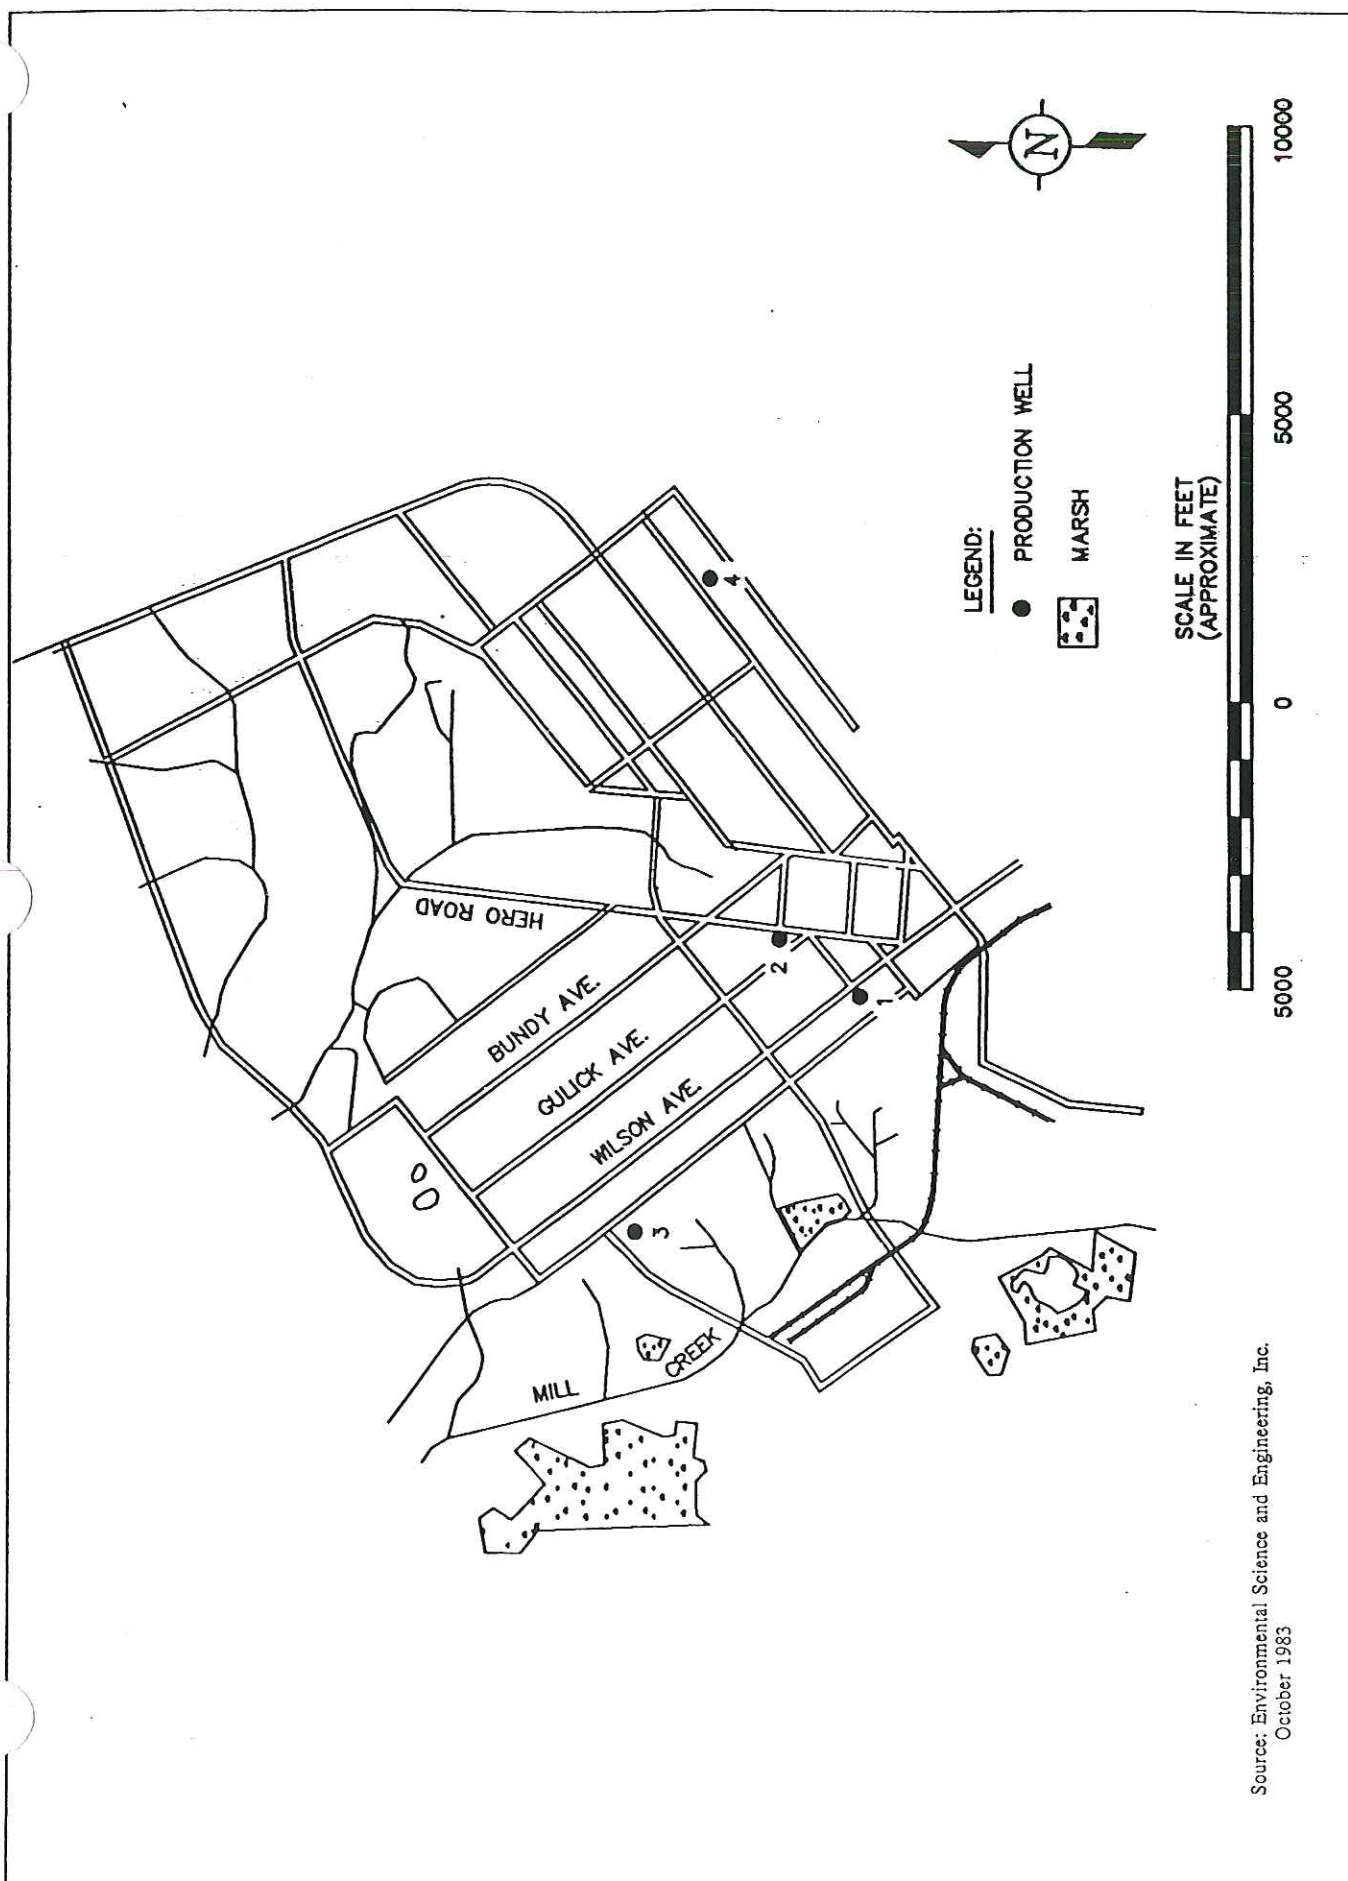 HERO ROAD
BUNDY AVE.
GULICK AVE.
WILSON AVE.
MILL
CREEK
1
2
3
4
LEGEND:
PRODUCTION WELL
MARSH
N
SCALE IN FEET
(APPROXIMATE)
5000 0 5000 10000
Source: Environmental Science and Engineering, Inc.
October 1983